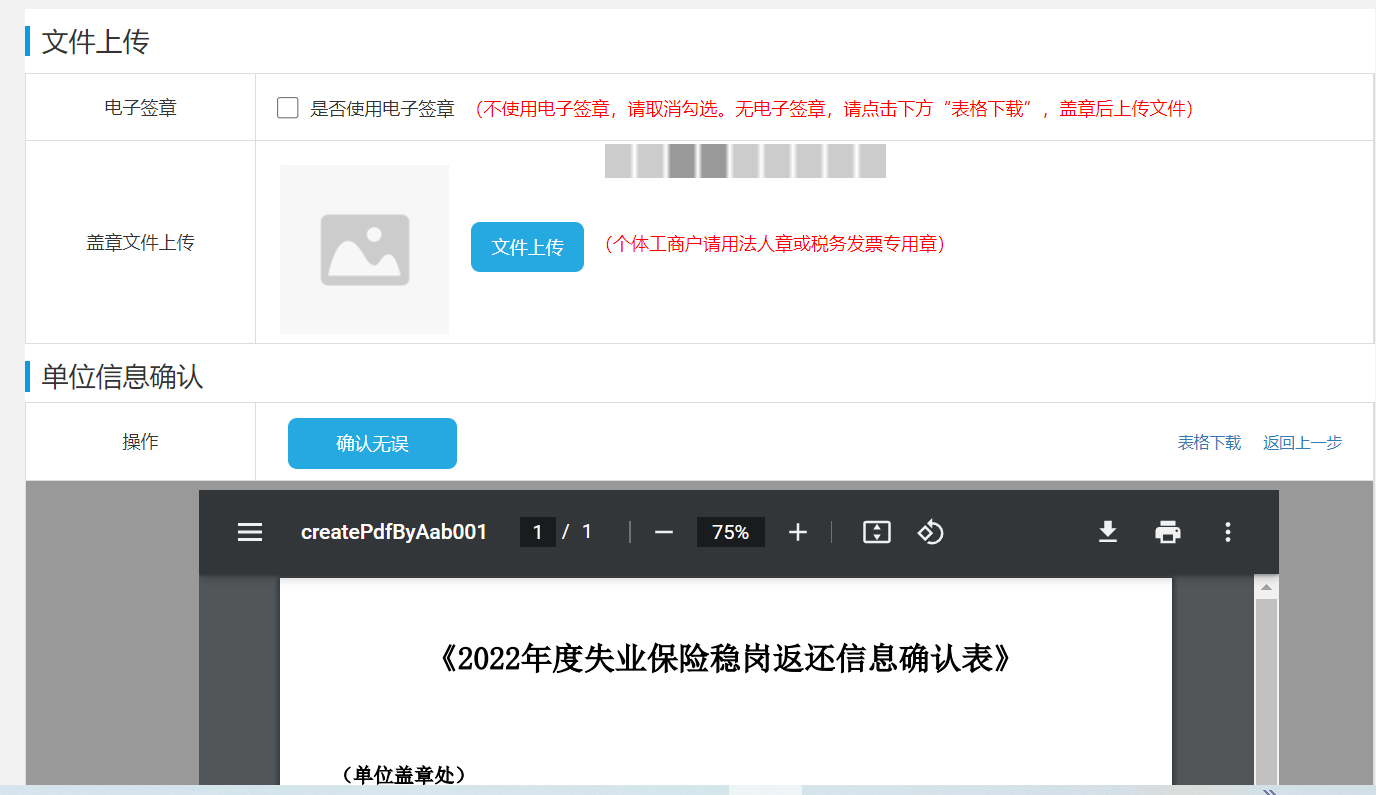 文件上传
电子签章
是否使用电子签章 （不使用电子签章，请取消勾选。无电子签章，请点击下方“表格下载”，盖章后上传文件）
盖章文件上传
文件上传 （个体工商户请用法人章或税务发票专用章）
单位信息确认
操作
确认无误
表格下载 返回上一步
createPdfByAab001 1 / 1 75%
《2022年度失业保险稳岗返还信息确认表》
（单位盖章处）